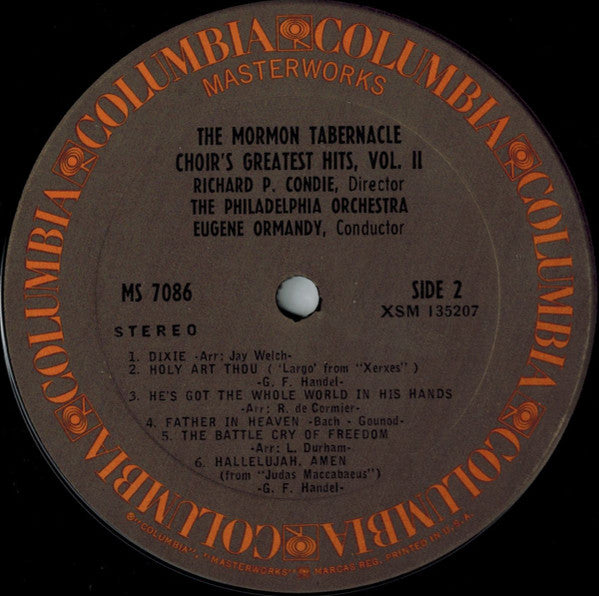 COLUMBIA COLUMBIA COLUMBIA COLUMBIA COLUMBIA COLUMBIA COLUMBIA COLUMBIA
MASTERWORKS
THE MORMON TABERNACLE
CHOIR'S GREATEST HITS, VOL. II
RICHARD P. CONDIE, Director
THE PHILADELPHIA ORCHESTRA
EUGENE ORMANDY, Conductor
MS 7086
SIDE 2
XSM 135207
STEREO
1. DIXIE -Arr: Jay Welch-
2. HOLY ART THOU ('Largo' from "Xerxes")
-G. F. Handel-
3. HE'S GOT THE WHOLE WORLD IN HIS HANDS
-Arr: R. de Cormier-
4. FATHER IN HEAVEN -Bach - Gounod-
5. THE BATTLE CRY OF FREEDOM
-Arr: L. Durham-
6. HALLELUJAH, AMEN
(from "Judas Maccabaeus")
-G. F. Handel-
®"COLUMBIA", "MASTERWORKS" MARCAS REG. PRINTED IN U.S.A.